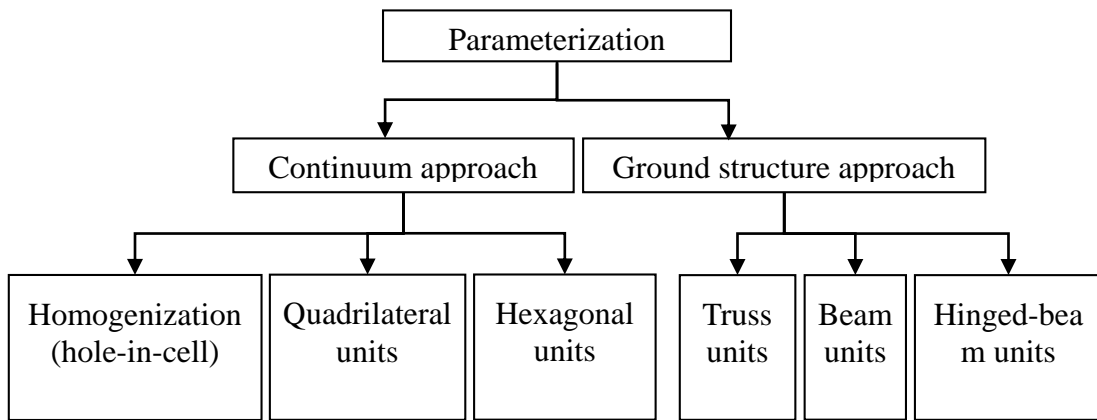 Parameterization
Continuum approach
Ground structure approach
Homogenization
(hole-in-cell)
Quadrilateral
units
Hexagonal
units
Truss
units
Beam
units
Hinged-bea
m units